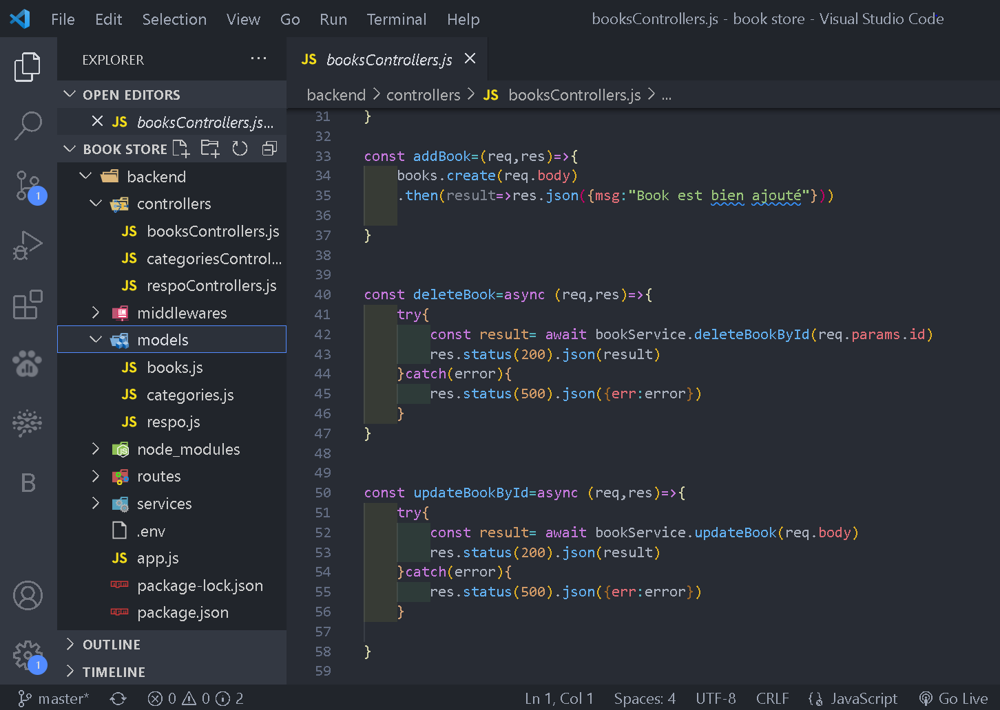 File Edit Selection View Go Run Terminal Help
booksControllers.js - book store - Visual Studio Code
EXPLORER ...
OPEN EDITORS
JS booksControllers.js...
BOOK STORE
backend
controllers
JS booksControllers.js
JS categoriesControl...
JS respoControllers.js
middlewares
models
JS books.js
JS categories.js
JS respo.js
JS node_modules
routes
services
.env
JS app.js
package-lock.json
package.json
OUTLINE
TIMELINE
1
B
1
JS booksControllers.js
backend > controllers > JS booksControllers.js > ...
31 }
32
33 const addBook=(req,res)=>{
34     books.create(req.body)
35     .then(result=>res.json({msg:"Book est bien ajouté"}))
36
37 }
38
39
40 const deleteBook=async (req,res)=>{
41     try{
42         const result= await bookService.deleteBookById(req.params.id)
43         res.status(200).json(result)
44     }catch(error){
45         res.status(500).json({err:error})
46     }
47 }
48
49
50 const updateBookById=async (req,res)=>{
51     try{
52         const result= await bookService.updateBook(req.body)
53         res.status(200).json(result)
54     }catch(error){
55         res.status(500).json({err:error})
56     }
57
58 }
59
master* 0 0 2
Ln 1, Col 1 Spaces: 4 UTF-8 CRLF JavaScript Go Live